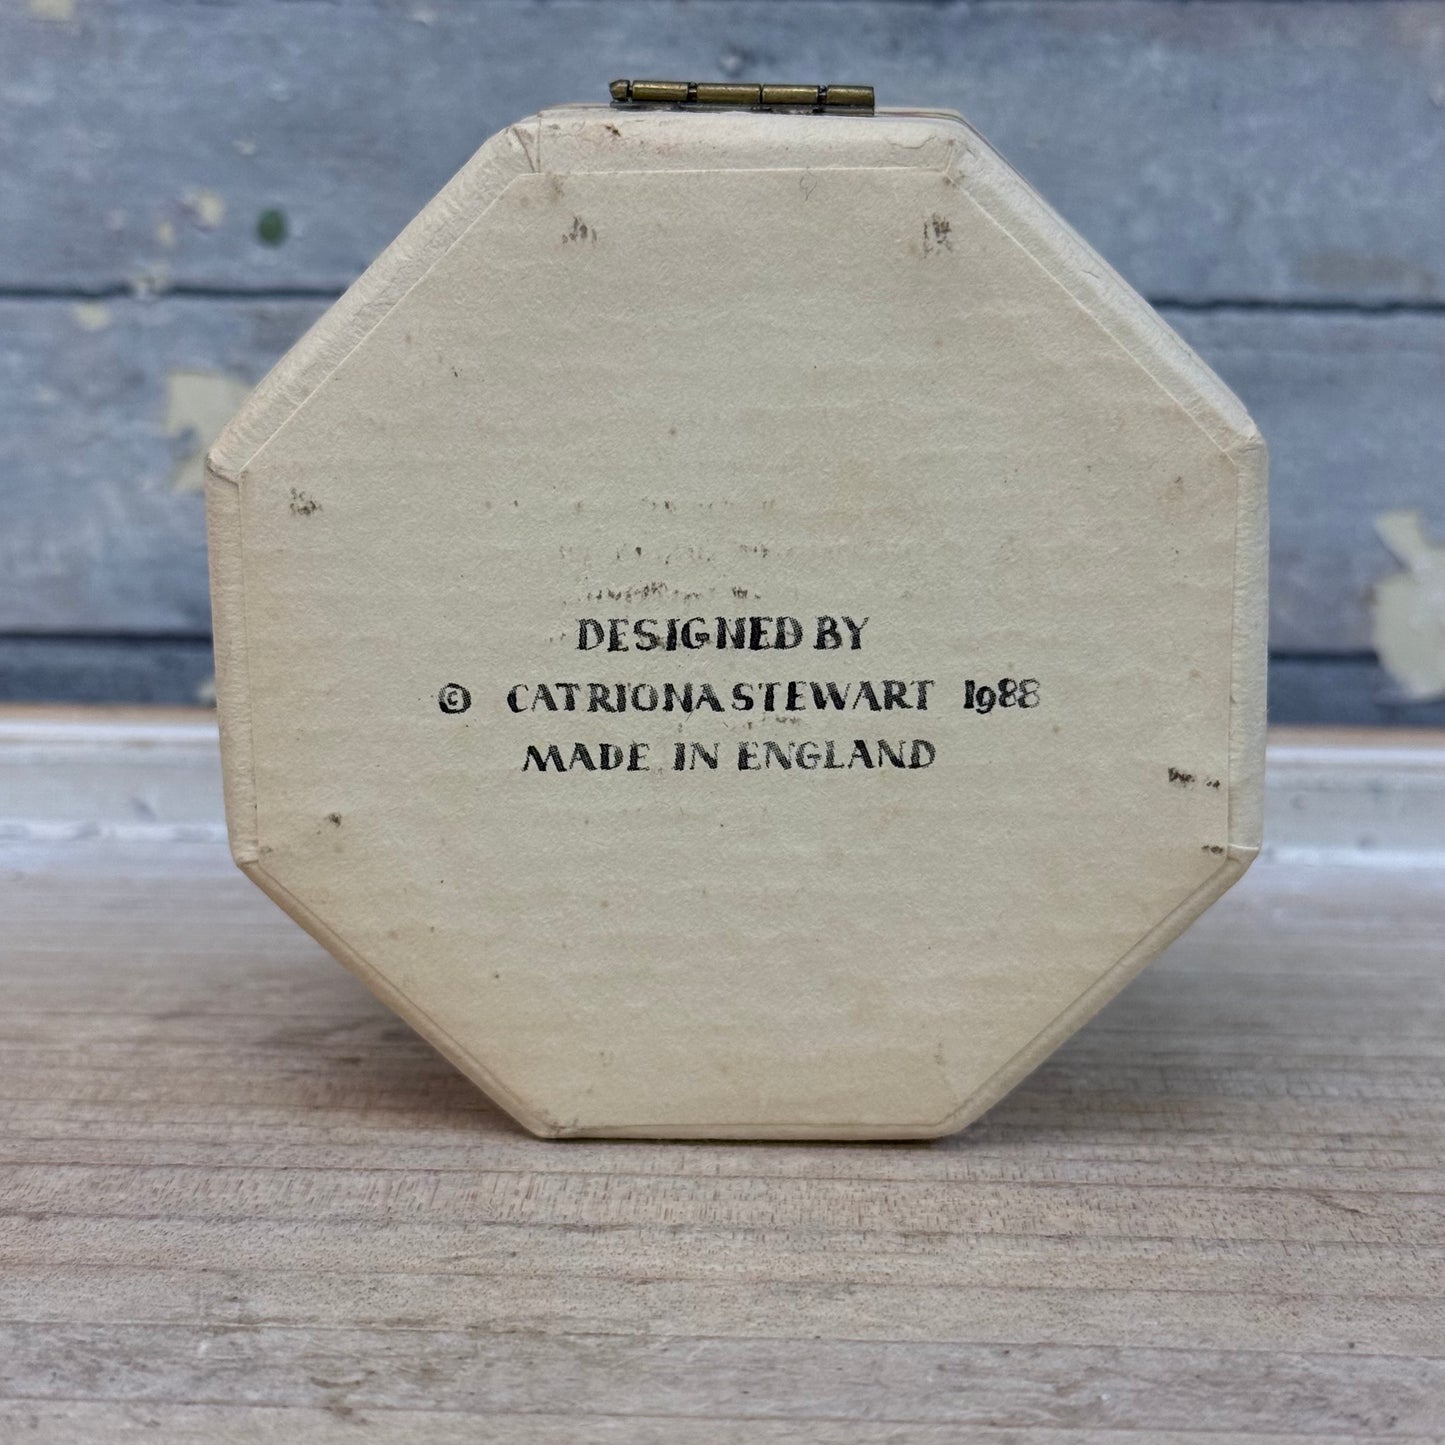 DESIGNED BY
© CATRIONA STEWART 1988
MADE IN ENGLAND